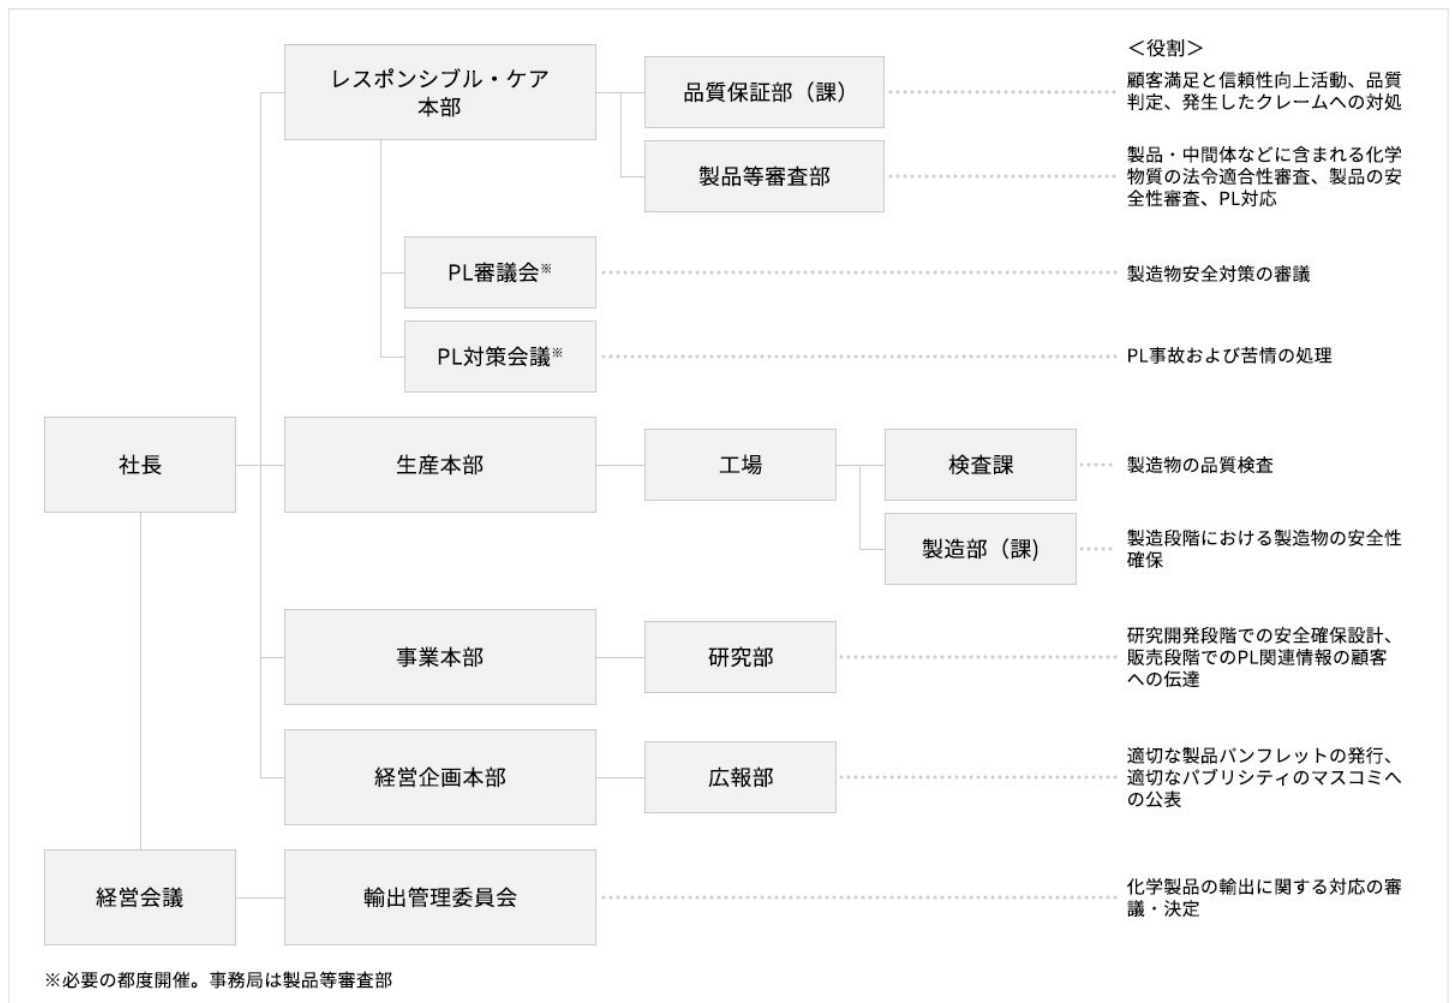 ＜役割＞
レスポンシブル・ケア
本部
品質保証部（課）
顧客満足と信頼性向上活動、品質
判定、発生したクレームへの対処
製品等審査部
製品・中間体などに含まれる化学
物質の法令適合性審査、製品の安
全性審査、PL対応
PL審議会※
製造物安全対策の審議
PL対策会議※
PL事故および苦情の処理
社長
生産本部
工場
検査課
製造物の品質検査
製造部（課)
製造段階における製造物の安全性
確保
事業本部
研究部
研究開発段階での安全確保設計、
販売段階でのPL関連情報の顧客
への伝達
経営企画本部
広報部
適切な製品パンフレットの発行、
適切なパブリシティのマスコミへ
の公表
経営会議
輸出管理委員会
化学製品の輸出に関する対応の審
議・決定
※必要の都度開催。事務局は製品等審査部